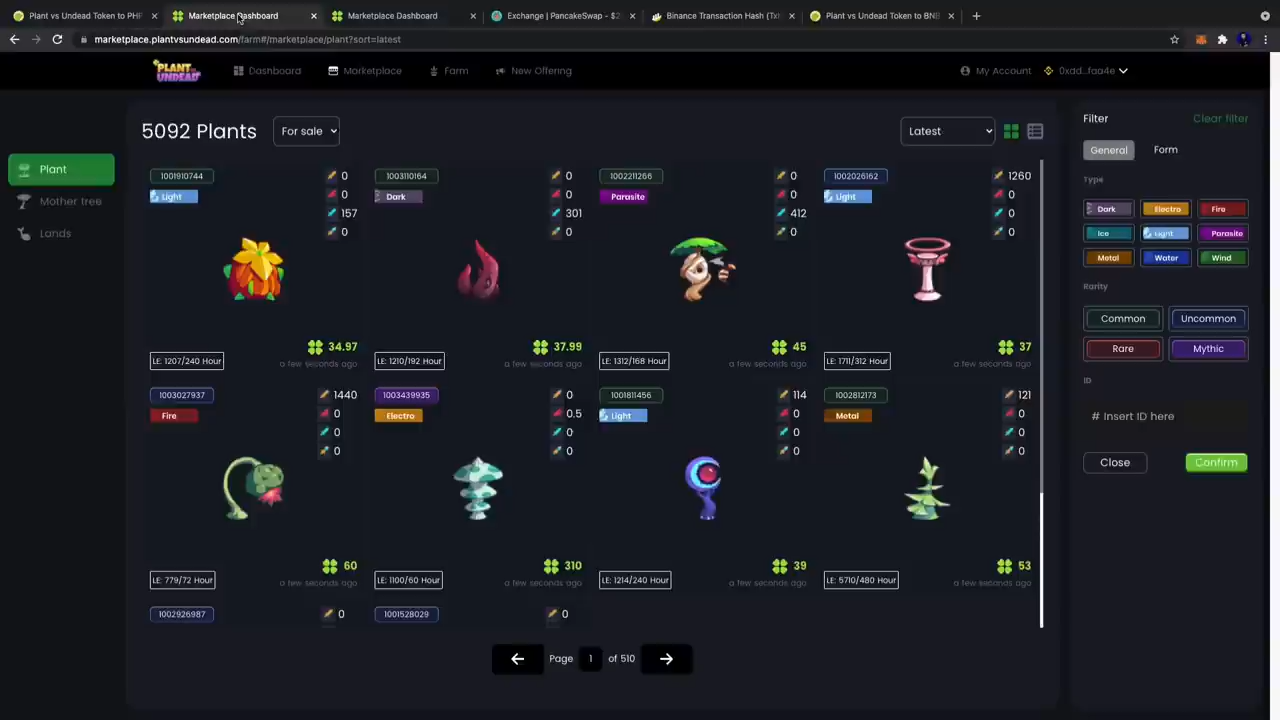 Plant vs Undead Token to PHP
Marketplace Dashboard
Marketplace Dashboard
Exchange | PancakeSwap - $2
Binance Transaction Hash (Txh
Plant vs Undead Token to BNB
marketplace.plantvsundead.com/farm#/marketplace/plant?sort=latest
PLANT UNDEAD
Dashboard
Marketplace
Farm
New Offering
My Account
0xdd...faa4e
Plant
Mother tree
Lands
5092 Plants
For sale
Latest
1001910744
0
Light
0
157
0
34.97
LE: 1207/240 Hour
a few seconds ago
1003110164
0
Dark
0
301
0
37.99
LE: 1210/192 Hour
a few seconds ago
1002211266
0
Parasite
0
412
0
45
LE: 1312/168 Hour
a few seconds ago
1002026162
1260
Light
0
0
0
37
LE: 1711/312 Hour
a few seconds ago
1003027937
1440
Fire
0
0
0
60
LE: 779/72 Hour
a few seconds ago
1003439935
0
Electro
0.5
0
0
310
LE: 1100/60 Hour
a few seconds ago
1001811456
114
Light
0
0
0
39
LE: 1214/240 Hour
a few seconds ago
1002812173
121
Metal
0
0
0
53
LE: 5710/480 Hour
a few seconds ago
1002926987
0
1001528029
0
Page
1
of 510
Filter
Clear filter
General
Form
Type
Dark
Electro
Fire
Ice
Light
Parasite
Metal
Water
Wind
Rarity
Common
Uncommon
Rare
Mythic
ID
# Insert ID here
Close
Confirm